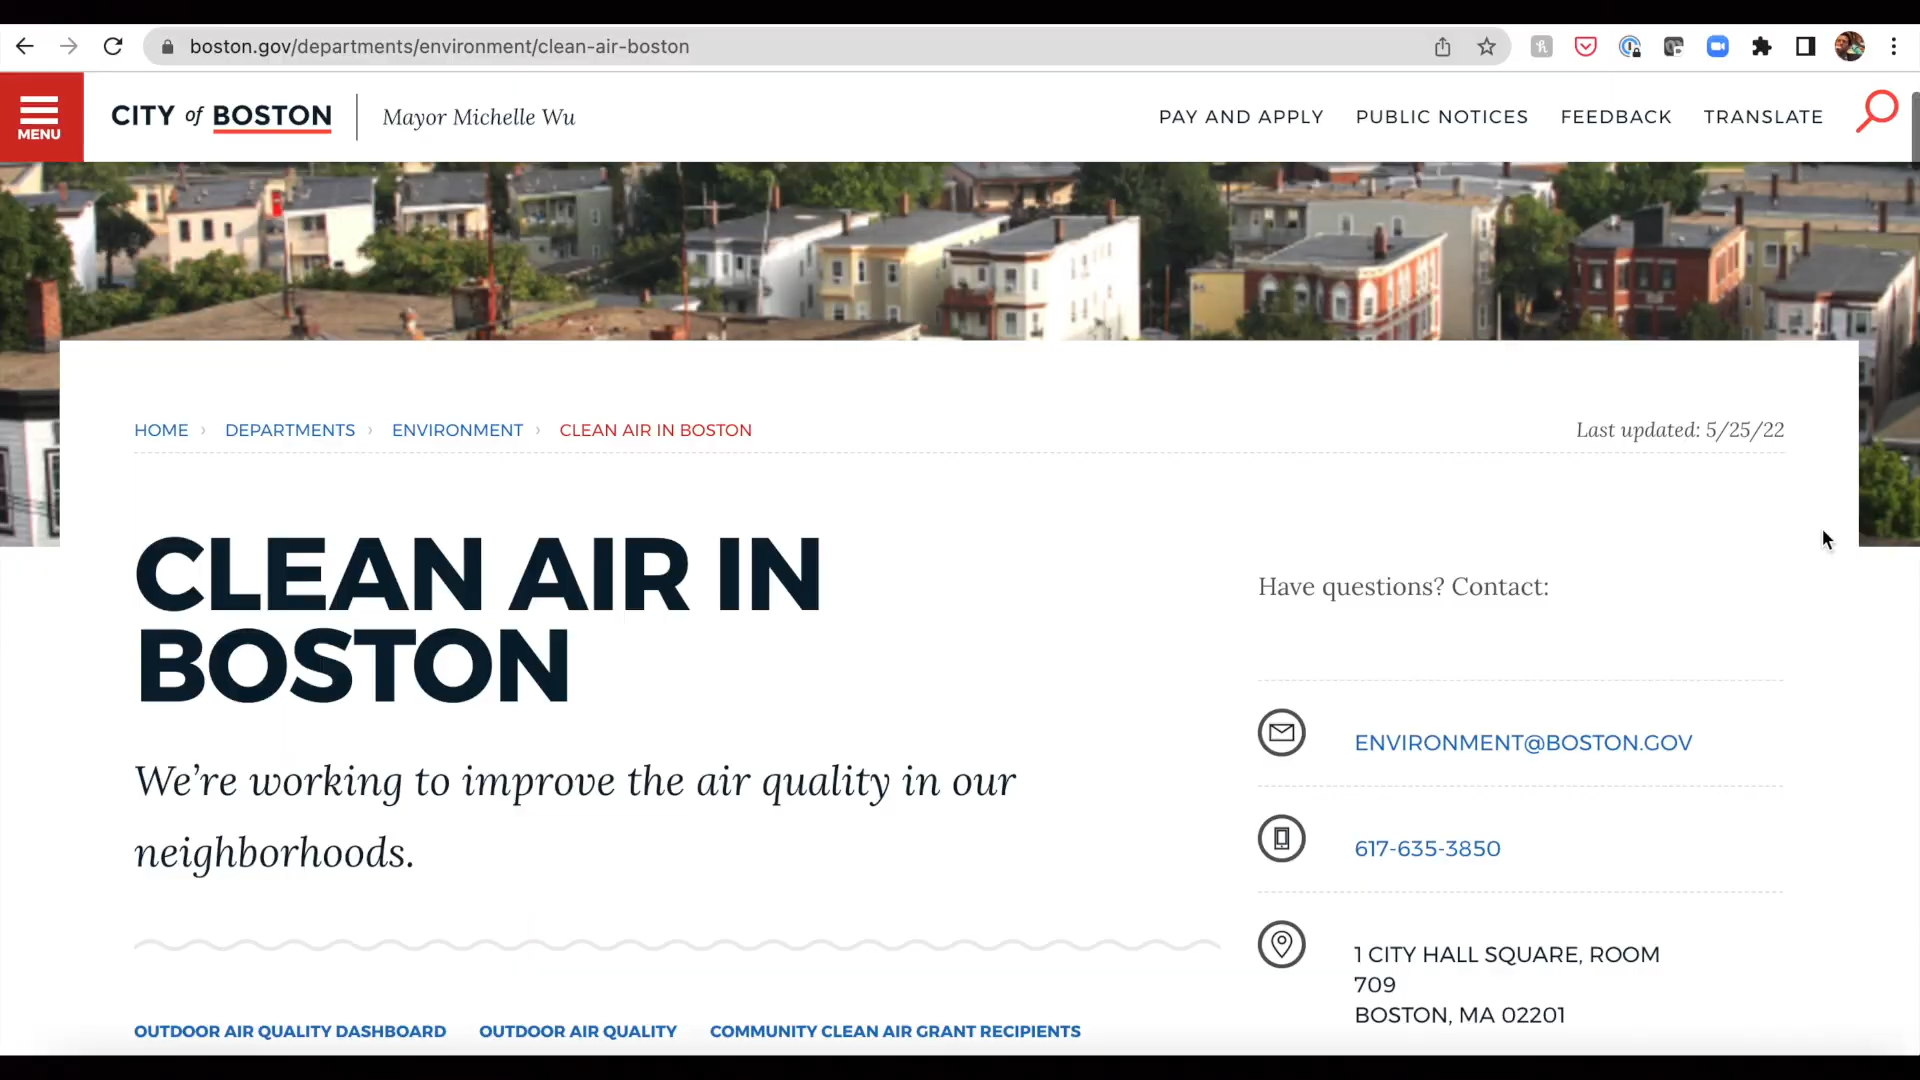 boston.gov/departments/environment/clean-air-boston
MENU
CITY of BOSTON
Mayor Michelle Wu
PAY AND APPLY
PUBLIC NOTICES
FEEDBACK
TRANSLATE
HOME › DEPARTMENTS › ENVIRONMENT › CLEAN AIR IN BOSTON
Last updated: 5/25/22
CLEAN AIR IN
BOSTON
We’re working to improve the air quality in our
neighborhoods.
Have questions? Contact:
ENVIRONMENT@BOSTON.GOV
617-635-3850
1 CITY HALL SQUARE, ROOM
709
BOSTON, MA 02201
OUTDOOR AIR QUALITY DASHBOARD
OUTDOOR AIR QUALITY
COMMUNITY CLEAN AIR GRANT RECIPIENTS